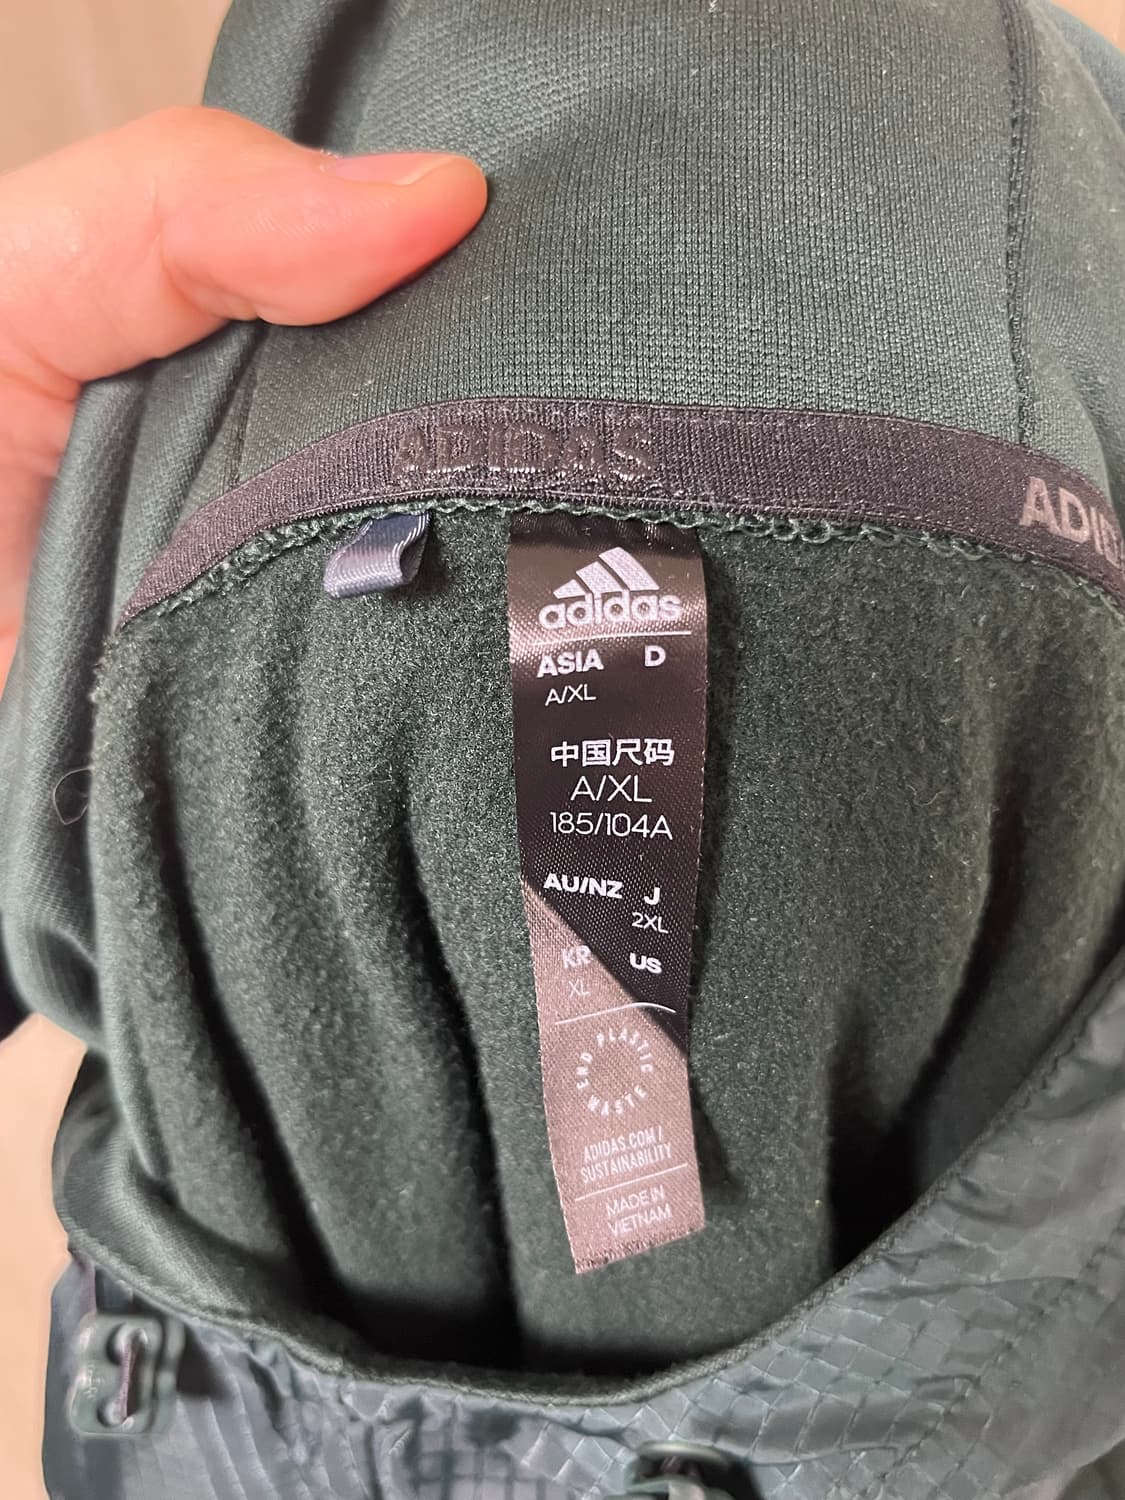 ADIDAS
ADID
adidas
ASIA D
A/XL
中国尺码
A/XL
185/104A
AU/NZ J
2XL
KR US
XL
END PLASTIC WASTE
ADIDAS.COM/
SUSTAINABILITY
MADE IN
VIETNAM